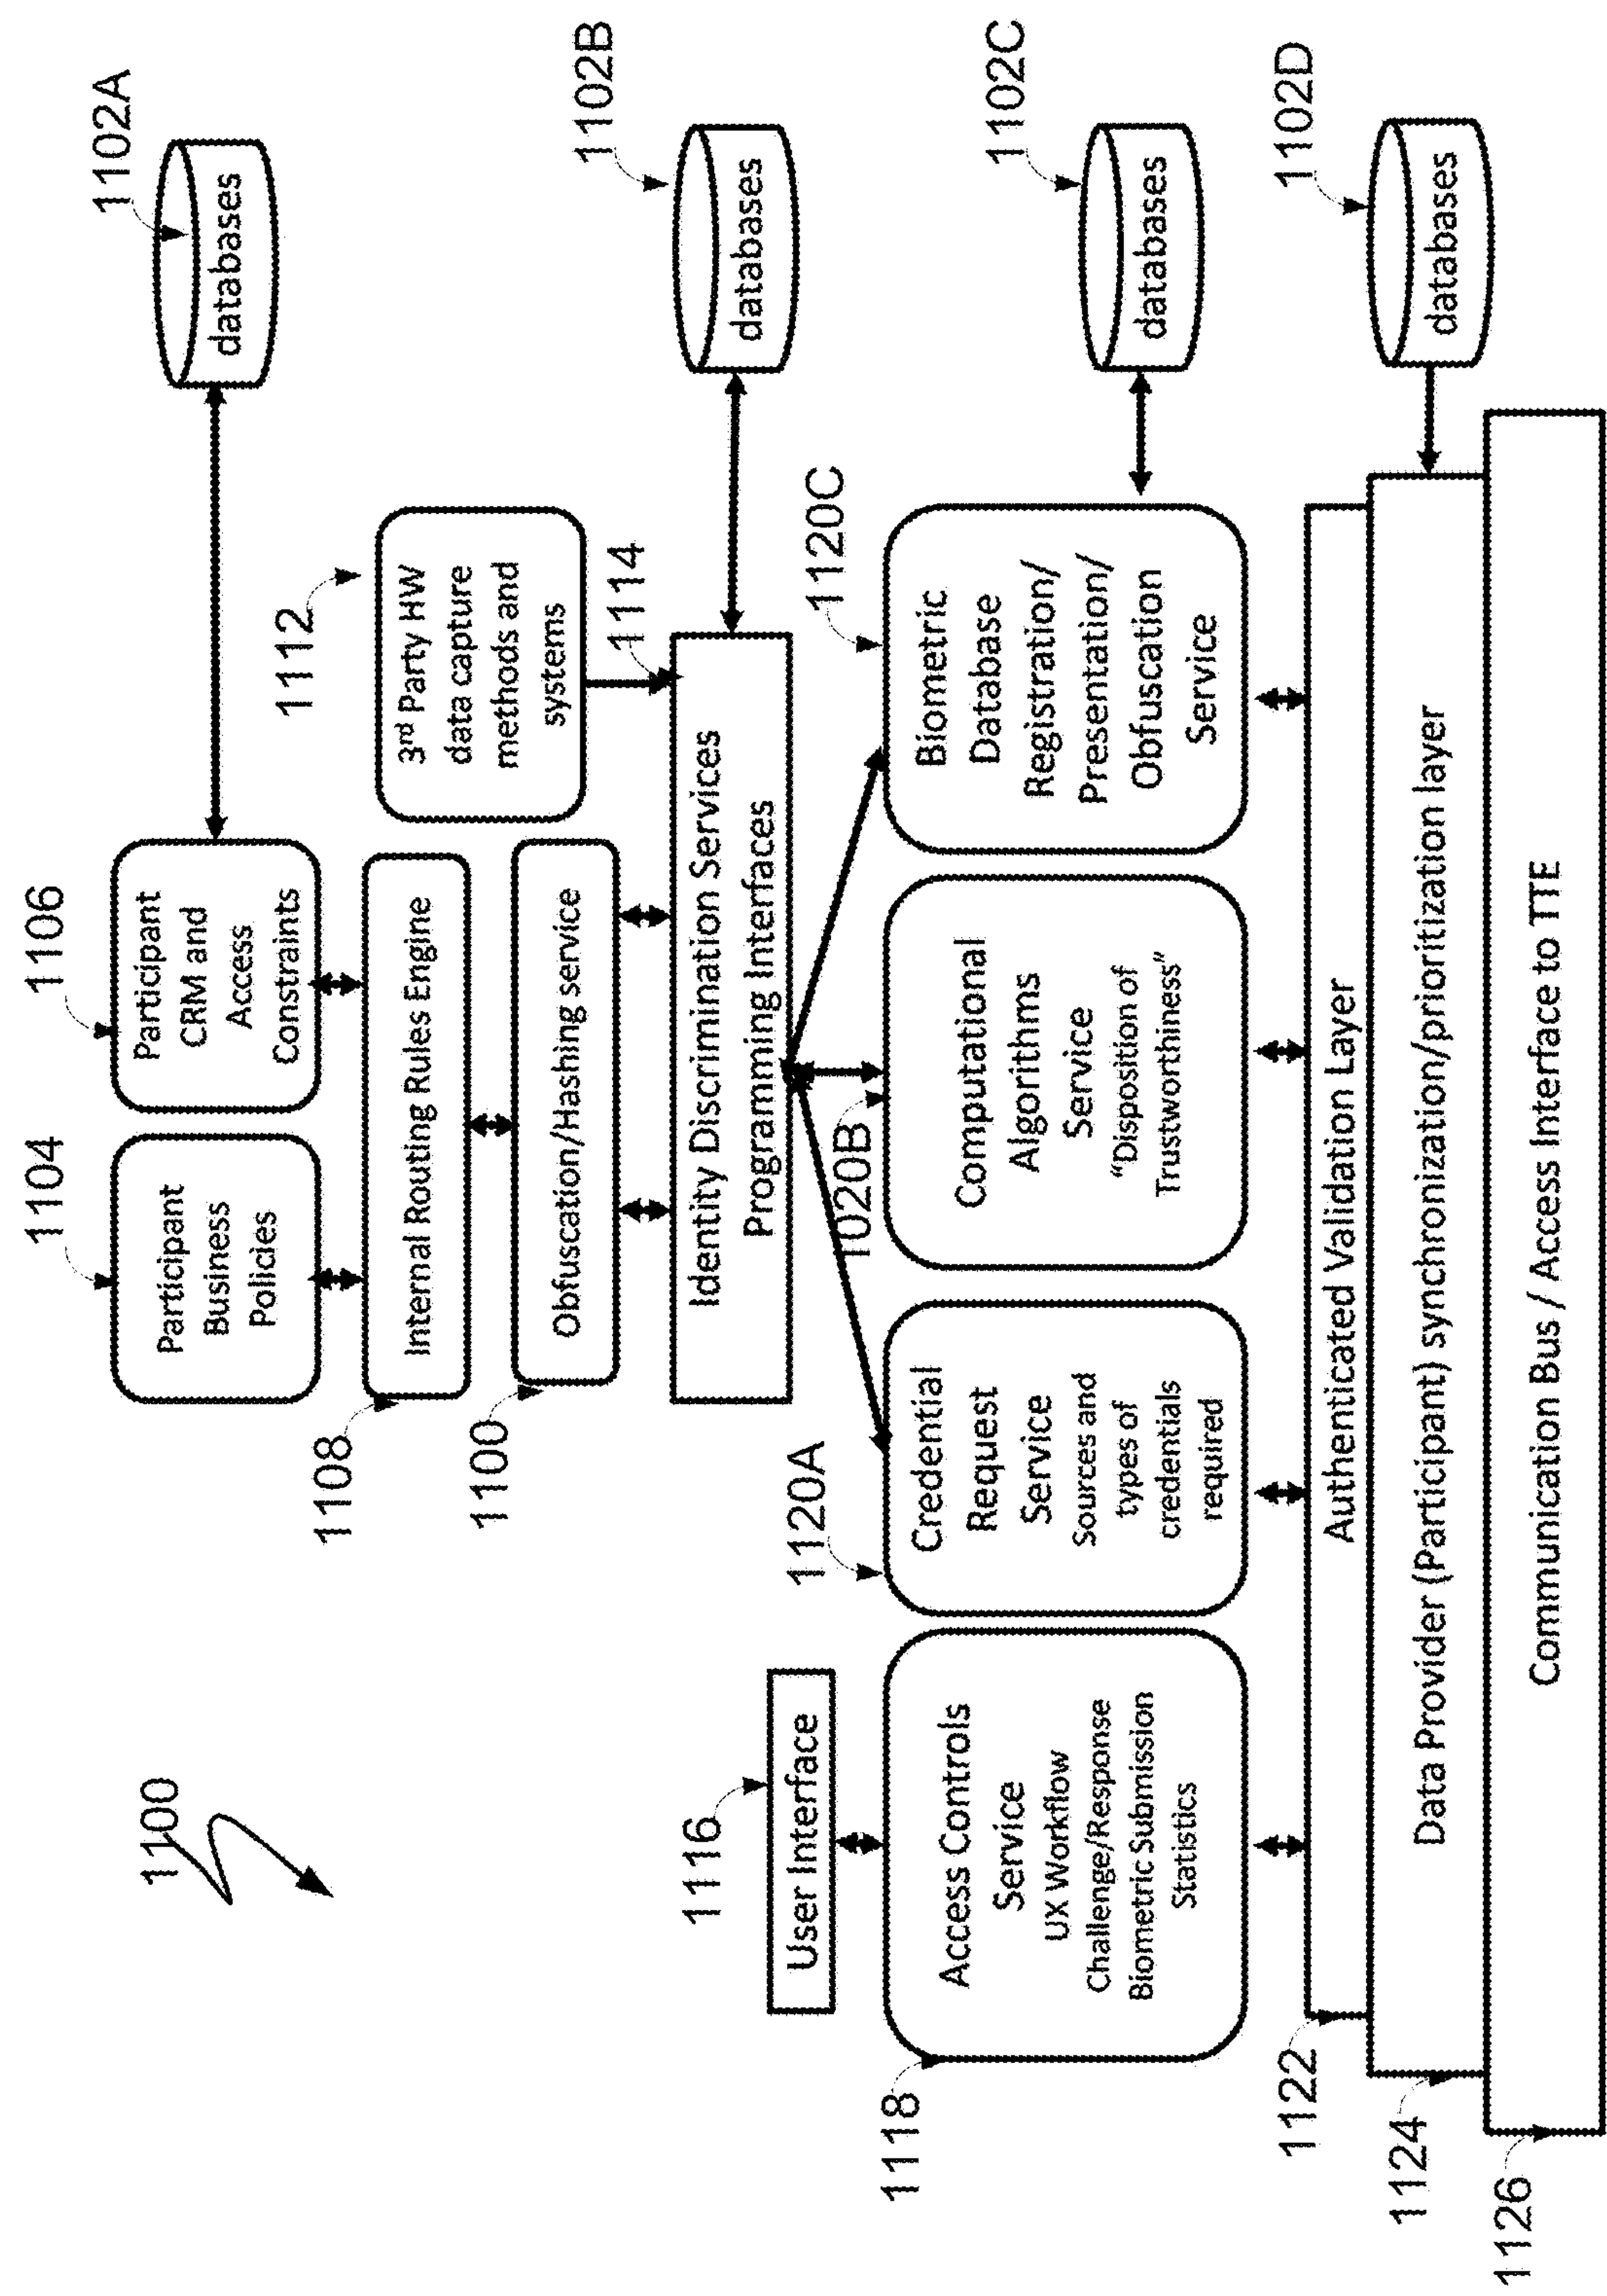 1100
1104
Participant
Business
Policies
1106
Participant
CRM and
Access
Constraints
1102A
databases
1108
Internal Routing Rules Engine
1100
Obfuscation/Hashing service
1112
3rd Party HW
data capture
methods and
systems
1114
Identity Discrimination Services
Programming Interfaces
1102B
databases
1116
User Interface
1118
Access Controls
Service
UX Workflow
Challenge/Response
Biometric Submission
Statistics
1120A
Credential
Request
Service
Sources and
types of
credentials
required
1020B
Computational
Algorithms
Service
“Disposition of
Trustworthiness”
1120C
Biometric
Database
Registration/
Presentation/
Obfuscation
Service
1102C
databases
1122
Authenticated Validation Layer
1124
Data Provider (Participant) synchronization/prioritization layer
1102D
databases
1126
Communication Bus / Access Interface to TTE